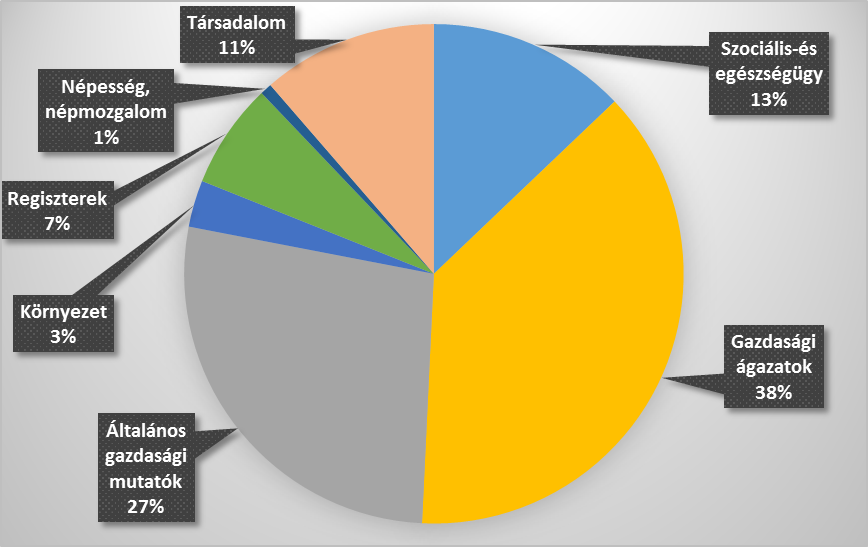 Társadalom
11%
Szociális-és
egészségügy
13%
Népesség,
népmozgalom
1%
Regiszterek
7%
Környezet
3%
Gazdasági
ágazatok
38%
Általános
gazdasági
mutatók
27%